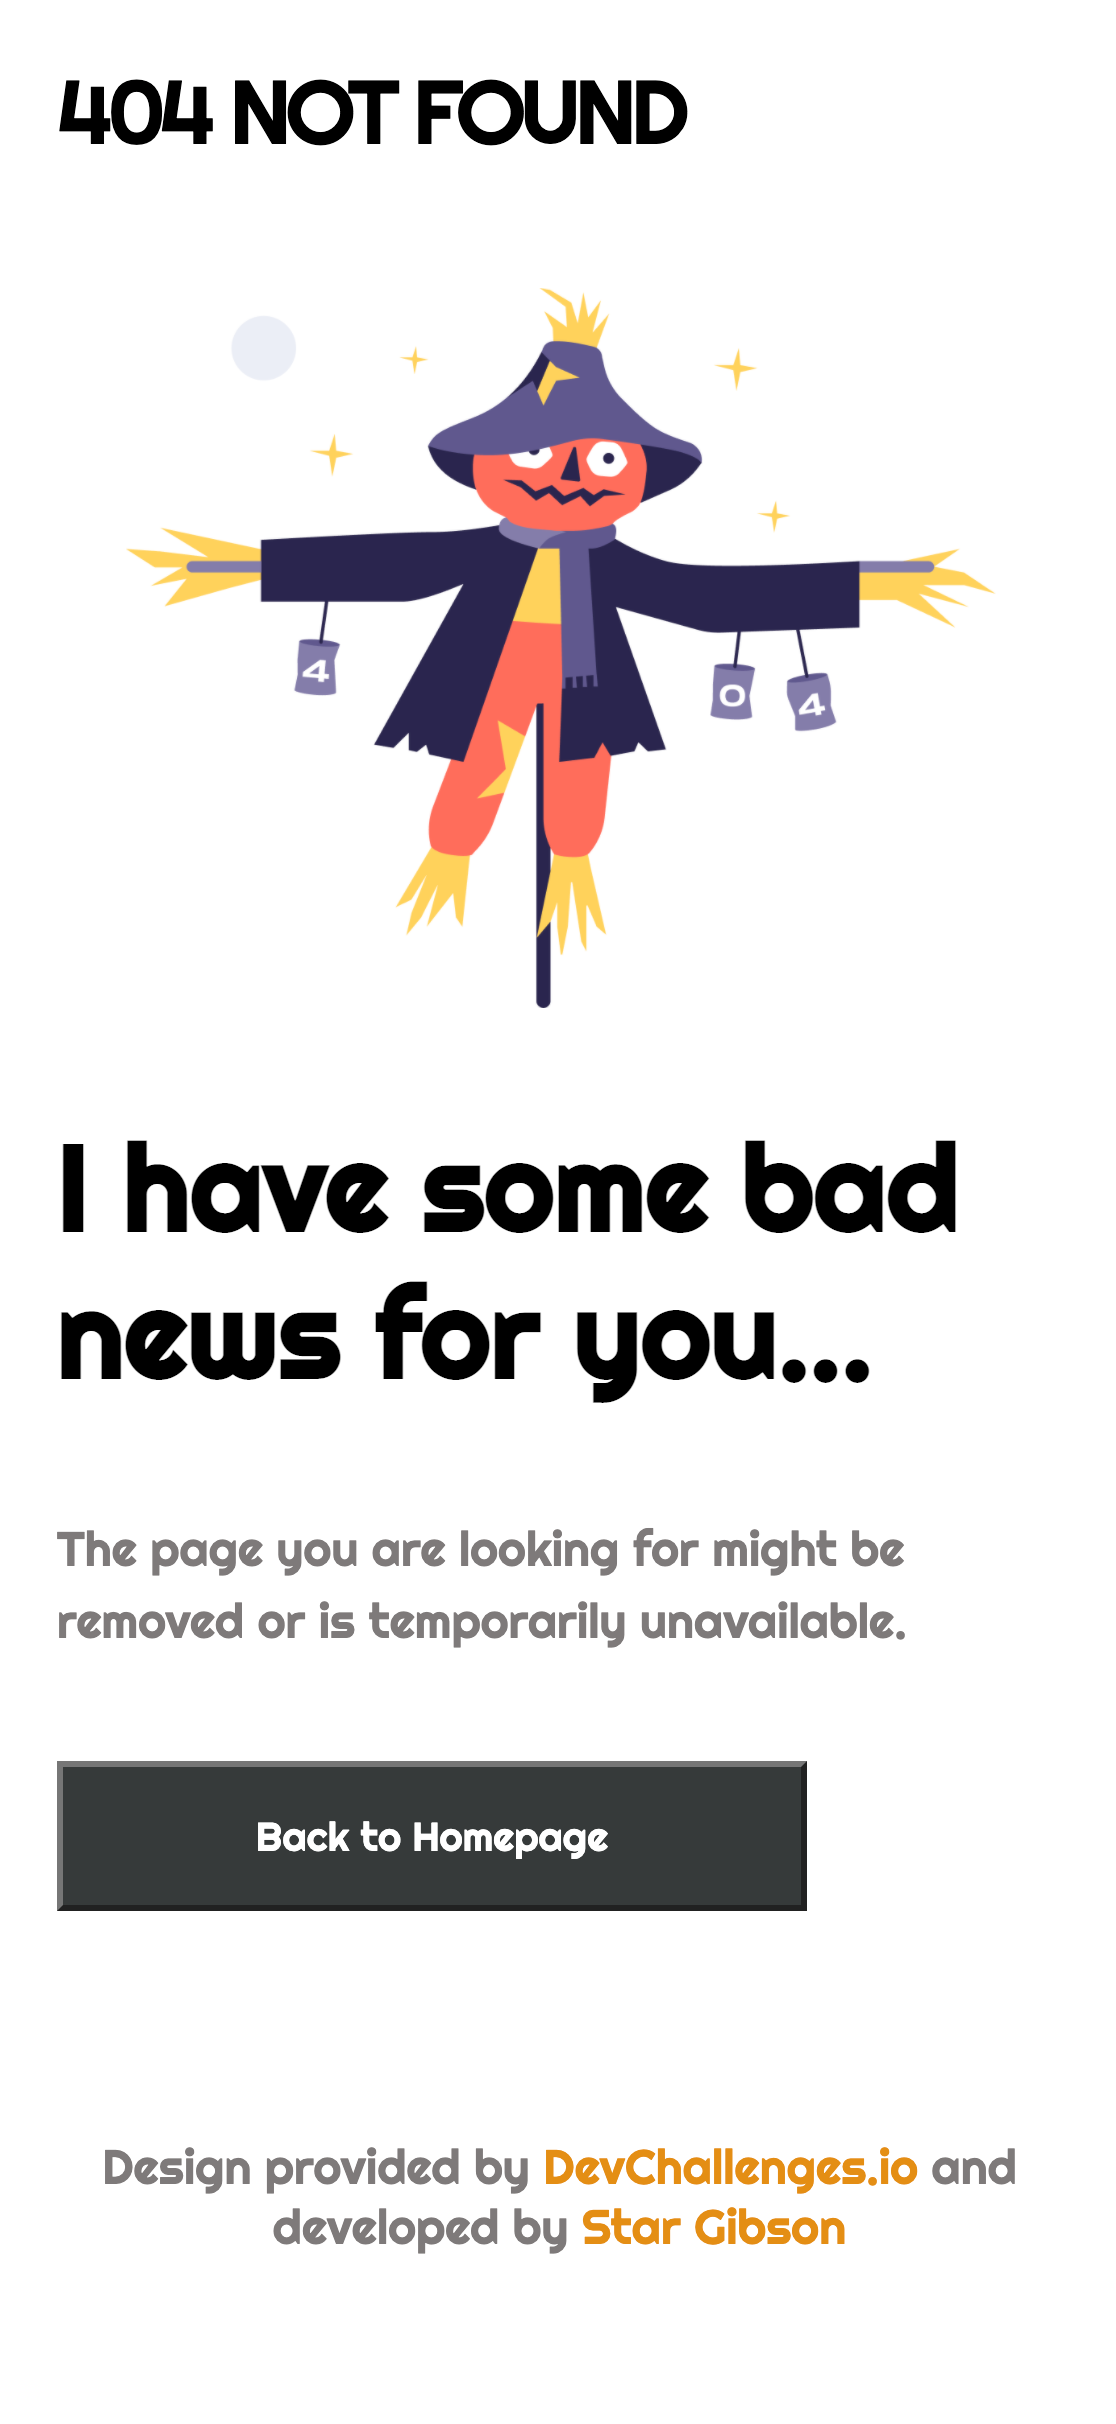 404 NOT FOUND
4
0
4
I have some bad
news for you...
The page you are looking for might be
removed or is temporarily unavailable.
Back to Homepage
Design provided by DevChallenges.io and
developed by Star Gibson